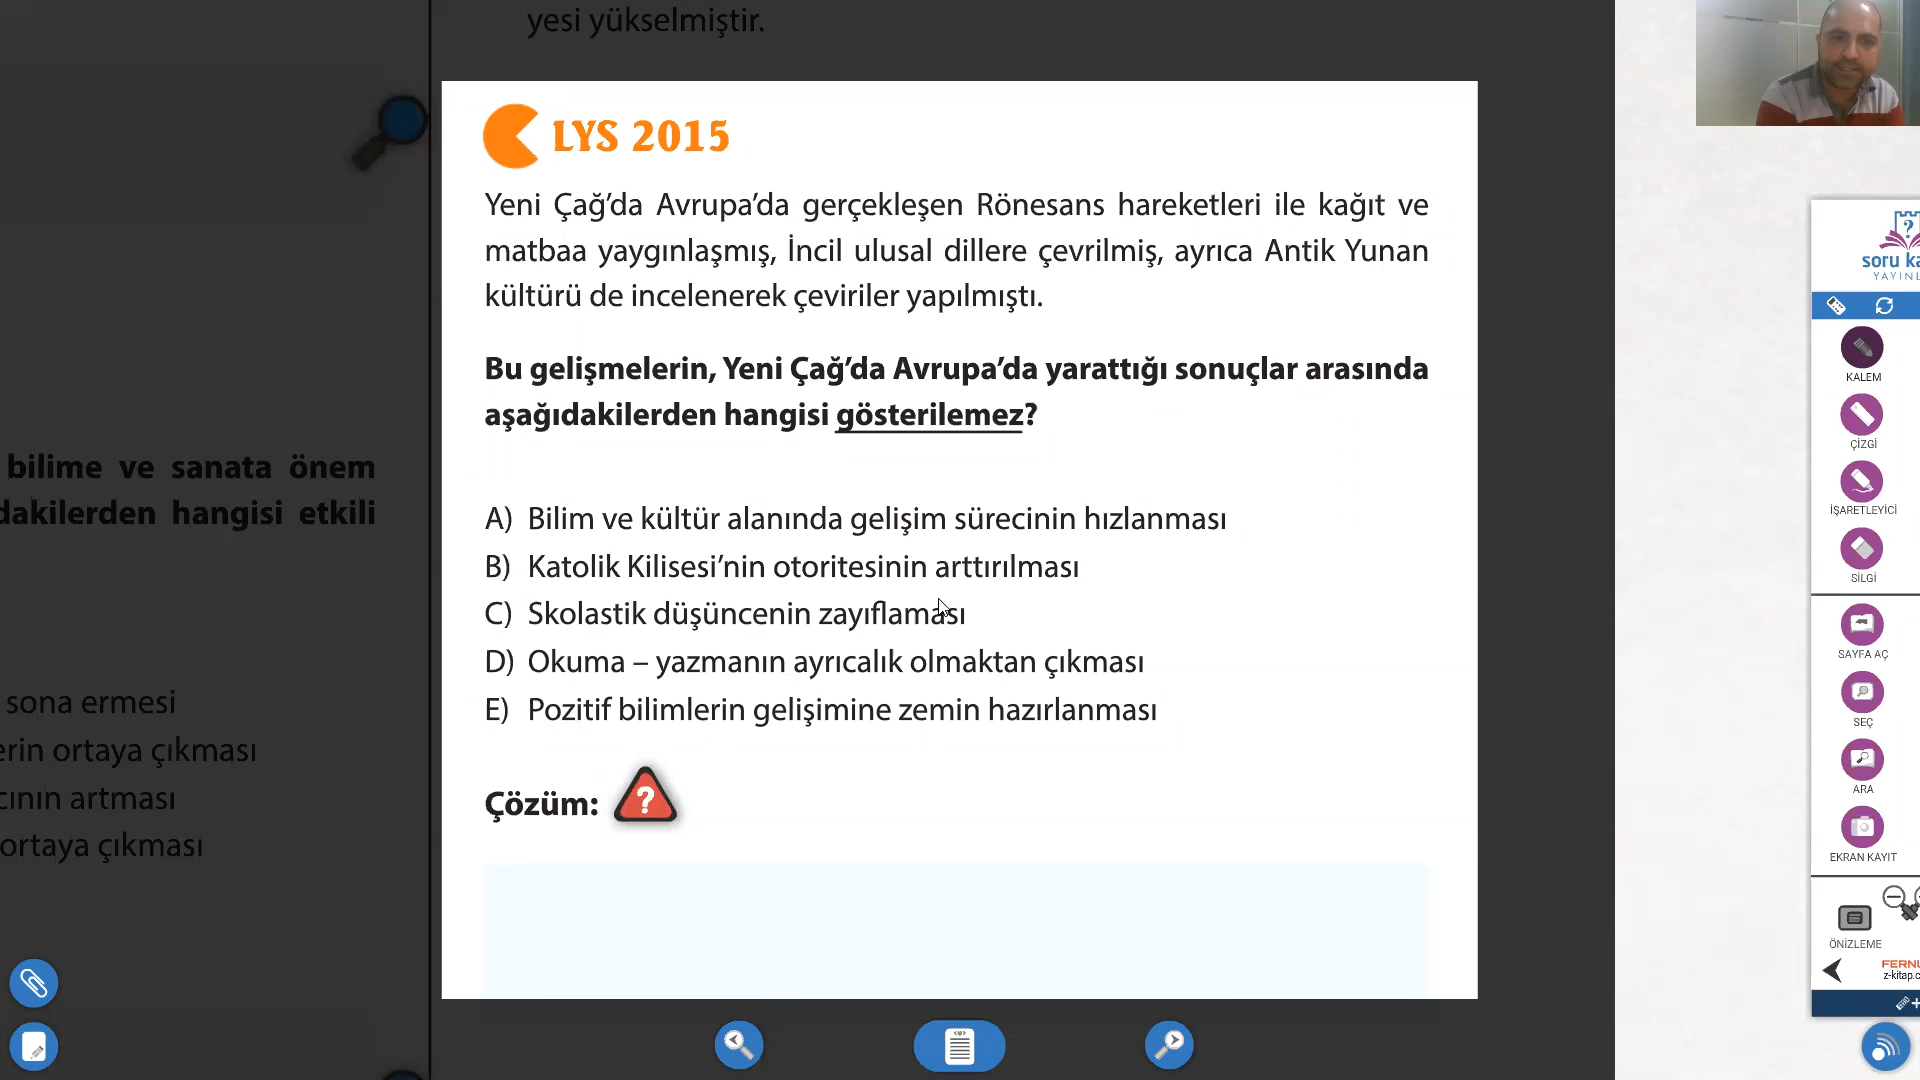 yesi yükselmiştir.
LYS 2015
Yeni Çağ’da Avrupa’da gerçekleşen Rönesans hareketleri ile kağıt ve
matbaa yaygınlaşmış, İncil ulusal dillere çevrilmiş, ayrıca Antik Yunan
kültürü de incelenerek çeviriler yapılmıştı.
Bu gelişmelerin, Yeni Çağ’da Avrupa’da yarattığı sonuçlar arasında
aşağıdakilerden hangisi gösterilemez?
A) Bilim ve kültür alanında gelişim sürecinin hızlanması
B) Katolik Kilisesi’nin otoritesinin arttırılması
C) Skolastik düşüncenin zayıflaması
D) Okuma – yazmanın ayrıcalık olmaktan çıkması
E) Pozitif bilimlerin gelişimine zemin hazırlanması
Çözüm:
?
bilime ve sanata önem
dakilerden hangisi etkili
sona ermesi
erin ortaya çıkması
cının artması
ortaya çıkması
?
soru ka
YAYINL
KALEM
ÇİZGİ
İŞARETLEYİCİ
SİLGİ
SAYFA AÇ
SEÇ
ARA
EKRAN KAYIT
ÖNİZLEME
FERNU
z-kitap.c